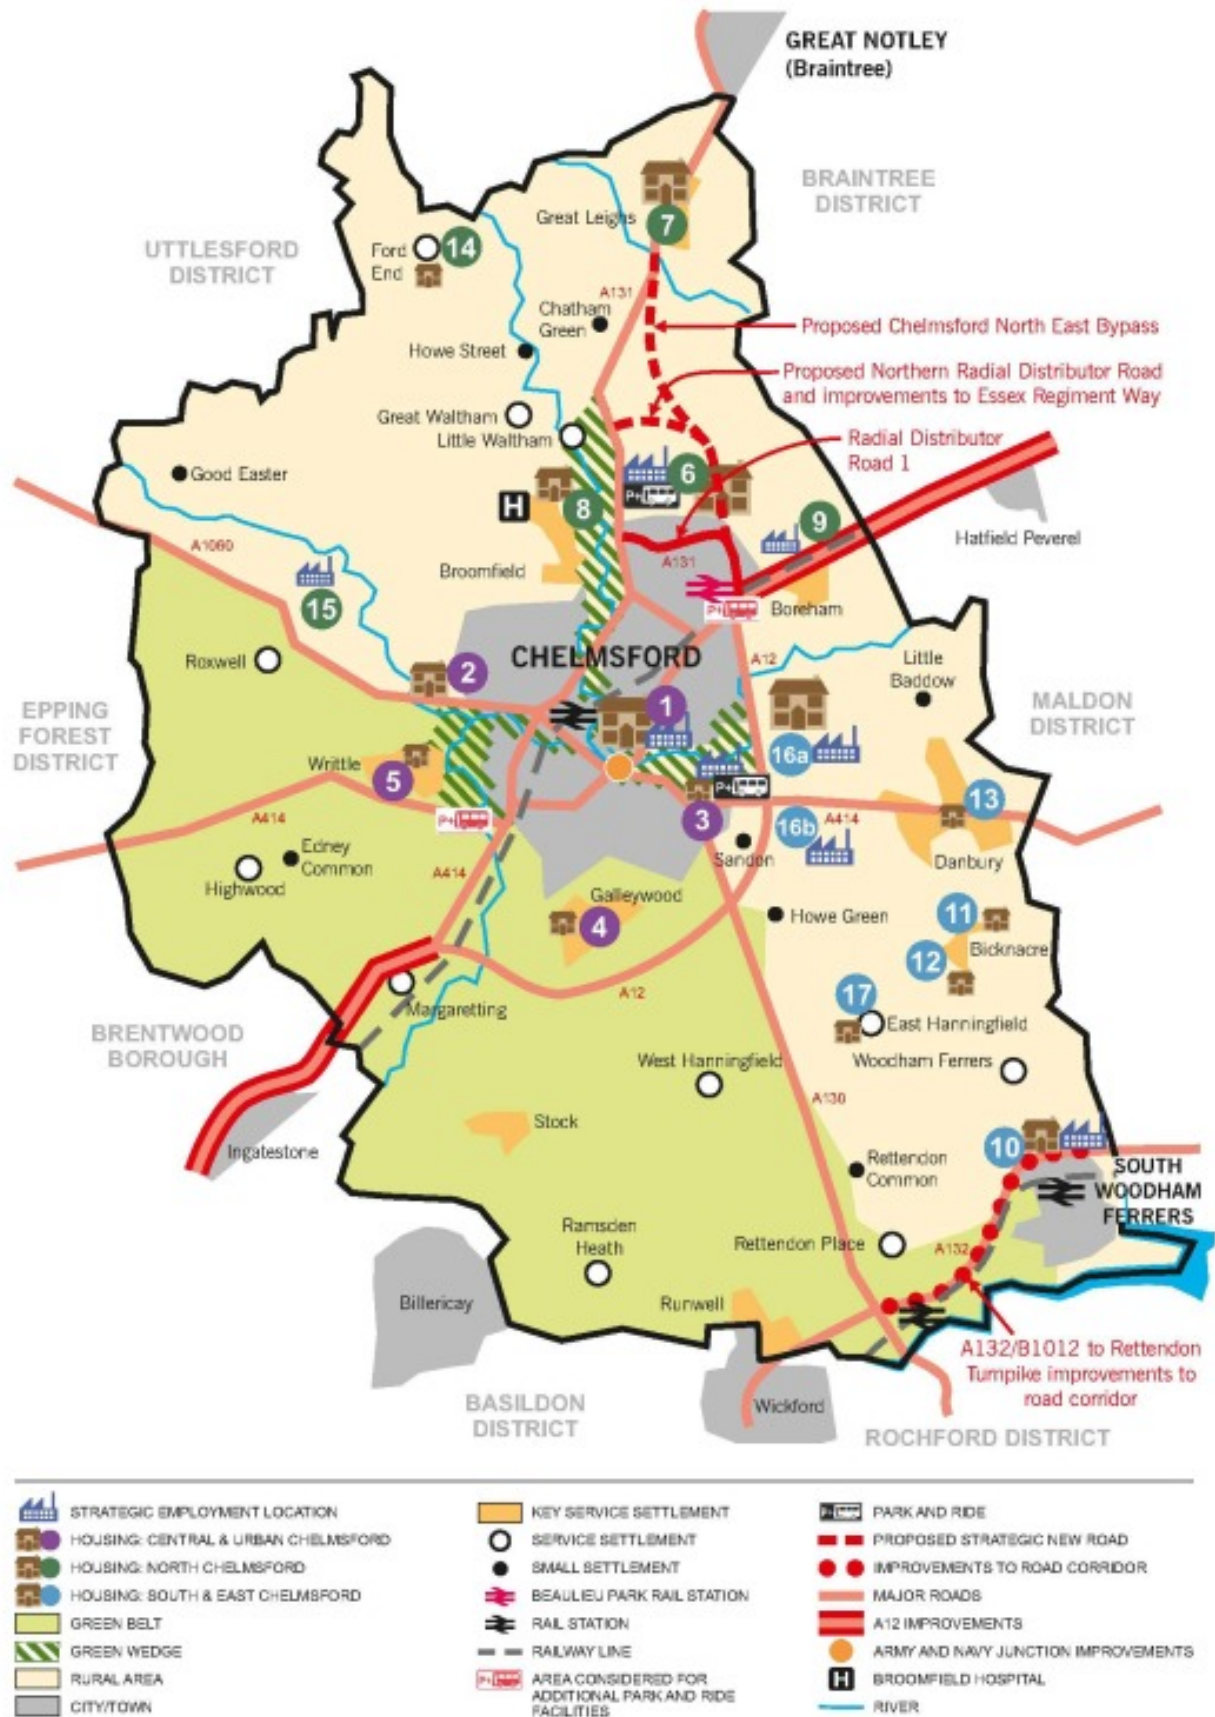 GREAT NOTLEY
(Braintree)
BRAINTREE
DISTRICT
UTTLESFORD
DISTRICT
Great Leighs
7
Ford
End
14
A131
Chatham
Green
Howe Street
Proposed Chelmsford North East Bypass
Proposed Northern Radial Distributor Road
and improvements to Essex Regiment Way
Great Waltham
Little Waltham
Radial Distributor
Road 1
Good Easter
6
P+
H
8
9
Hatfield Peverel
A1060
A131
Broomfield
15
P+
Boreham
CHELMSFORD
Roxwell
2
A12
Little
Baddow
EPPING
FOREST
DISTRICT
MALDON
DISTRICT
1
16a
Writtle
5
P+
13
P+
3
16b
A414
A414
Sandon
Edney
Common
Highwood
A414
Danbury
Galleywood
4
Howe Green
11
Bicknacre
12
A12
17
Margaretting
East Hanningfield
BRENTWOOD
BOROUGH
West Hanningfield
Woodham Ferrers
A130
Stock
Ingatestone
10
Rettendon
Common
SOUTH
WOODHAM
FERRERS
Ramsden
Heath
Rettendon Place
A132
Billericay
Runwell
A132/B1012 to Rettendon
Turnpike improvements to
road corridor
BASILDON
DISTRICT
Wickford
ROCHFORD DISTRICT
STRATEGIC EMPLOYMENT LOCATION
HOUSING: CENTRAL & URBAN CHELMSFORD
HOUSING: NORTH CHELMSFORD
HOUSING: SOUTH & EAST CHELMSFORD
GREEN BELT
GREEN WEDGE
RURAL AREA
CITY/TOWN
KEY SERVICE SETTLEMENT
SERVICE SETTLEMENT
SMALL SETTLEMENT
BEAULIEU PARK RAIL STATION
RAIL STATION
RAILWAY LINE
P+
AREA CONSIDERED FOR
ADDITIONAL PARK AND RIDE
FACILITIES
P+
PARK AND RIDE
PROPOSED STRATEGIC NEW ROAD
IMPROVEMENTS TO ROAD CORRIDOR
MAJOR ROADS
A12 IMPROVEMENTS
ARMY AND NAVY JUNCTION IMPROVEMENTS
H
BROOMFIELD HOSPITAL
RIVER